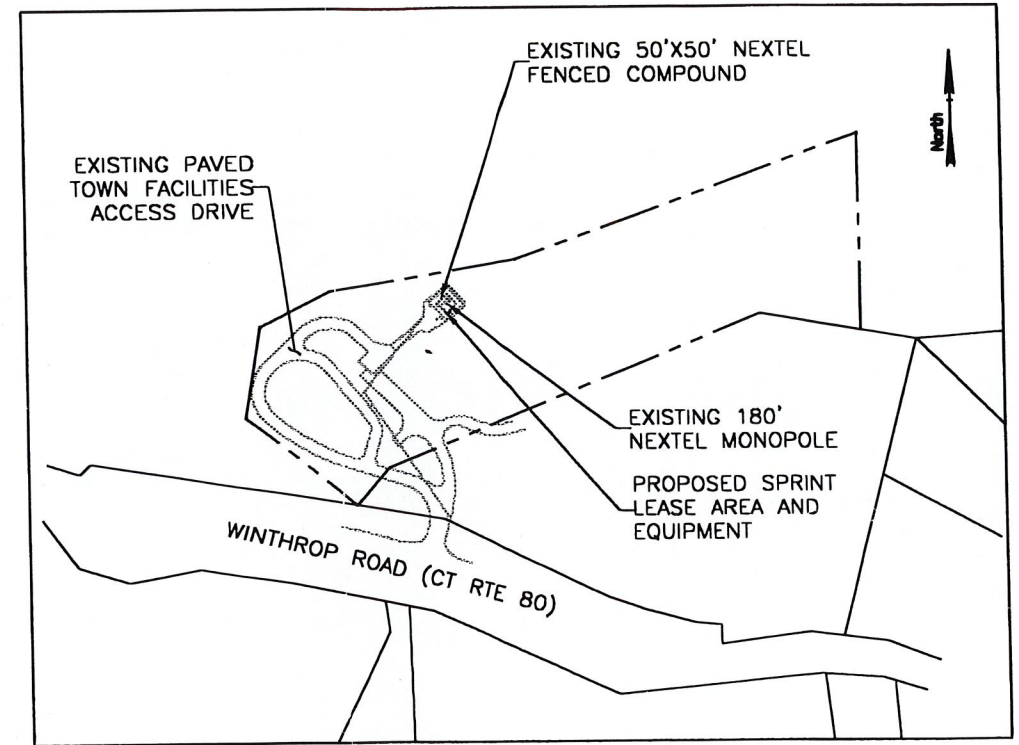 EXISTING 50'X50' NEXTEL
FENCED COMPOUND
North
EXISTING PAVED
TOWN FACILITIES
ACCESS DRIVE
EXISTING 180'
NEXTEL MONOPOLE
PROPOSED SPRINT
LEASE AREA AND
EQUIPMENT
WINTHROP ROAD (CT RTE 80)